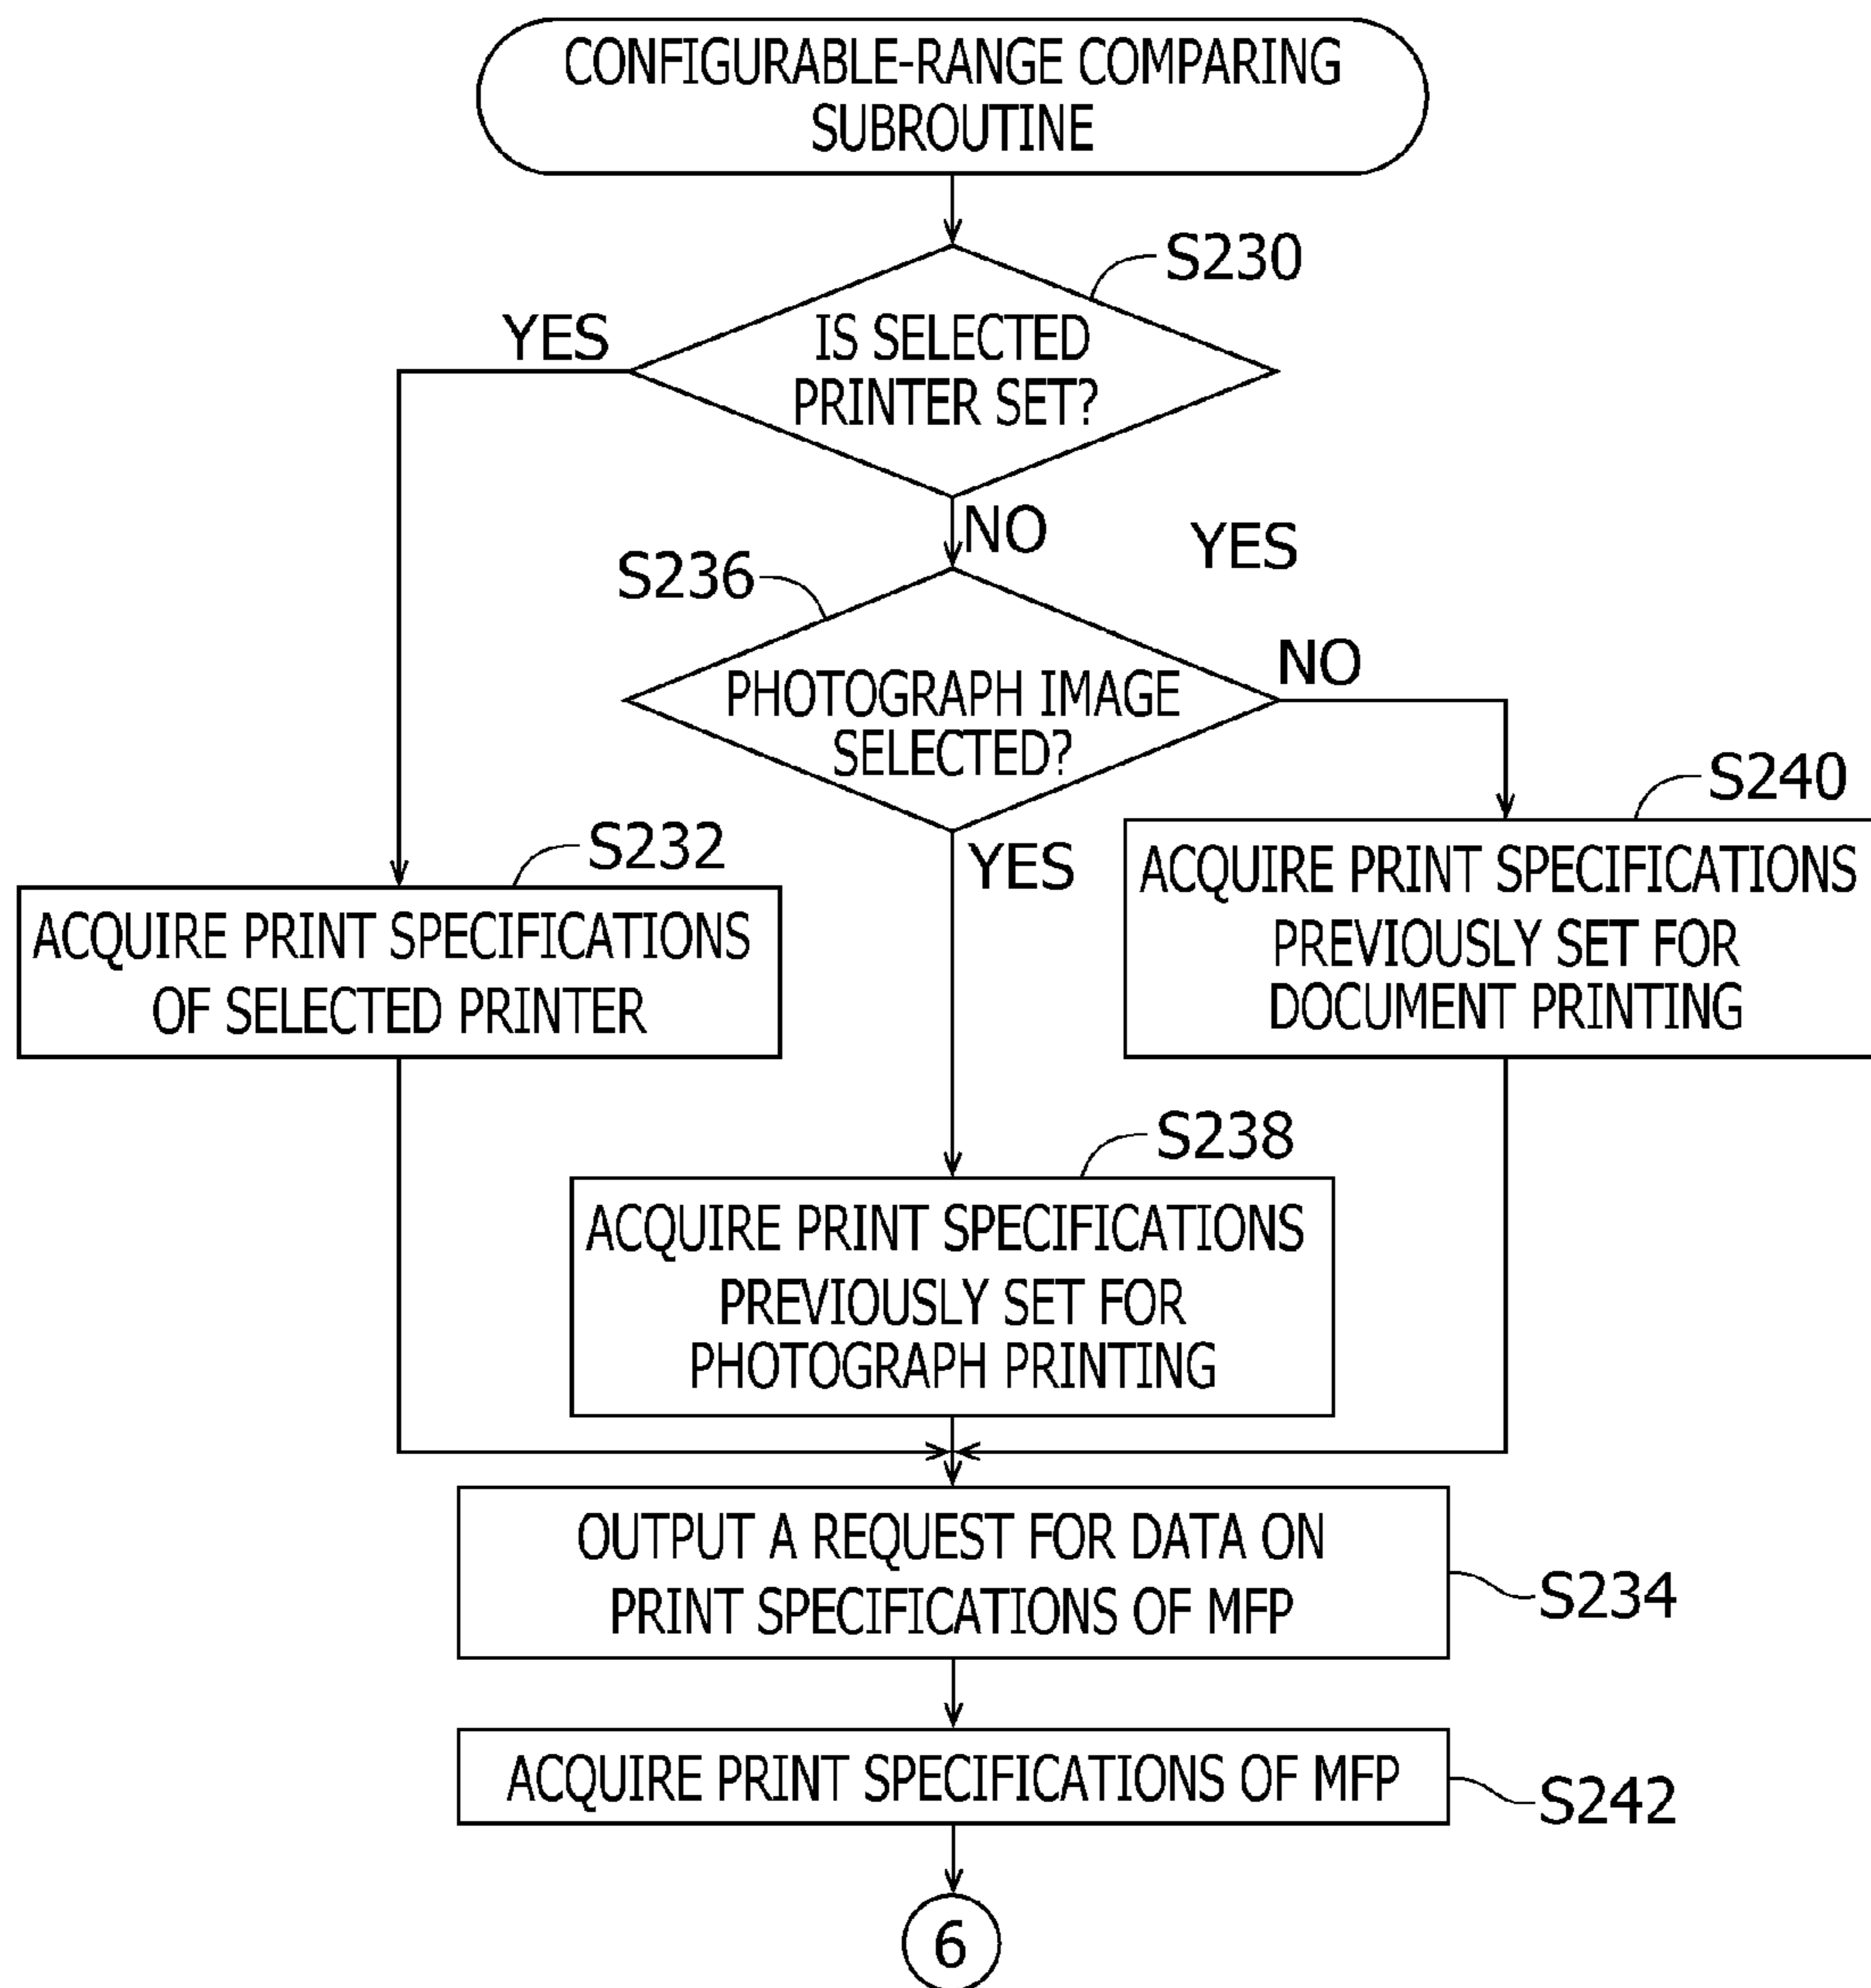 CONFIGURABLE-RANGE COMPARING
SUBROUTINE
S230
YES
IS SELECTED
PRINTER SET?
NO
YES
S236
NO
PHOTOGRAPH IMAGE
SELECTED?
S240
S232
YES
ACQUIRE PRINT SPECIFICATIONS
PREVIOUSLY SET FOR
DOCUMENT PRINTING
ACQUIRE PRINT SPECIFICATIONS
OF SELECTED PRINTER
S238
ACQUIRE PRINT SPECIFICATIONS
PREVIOUSLY SET FOR
PHOTOGRAPH PRINTING
OUTPUT A REQUEST FOR DATA ON
PRINT SPECIFICATIONS OF MFP
S234
ACQUIRE PRINT SPECIFICATIONS OF MFP
S242
6